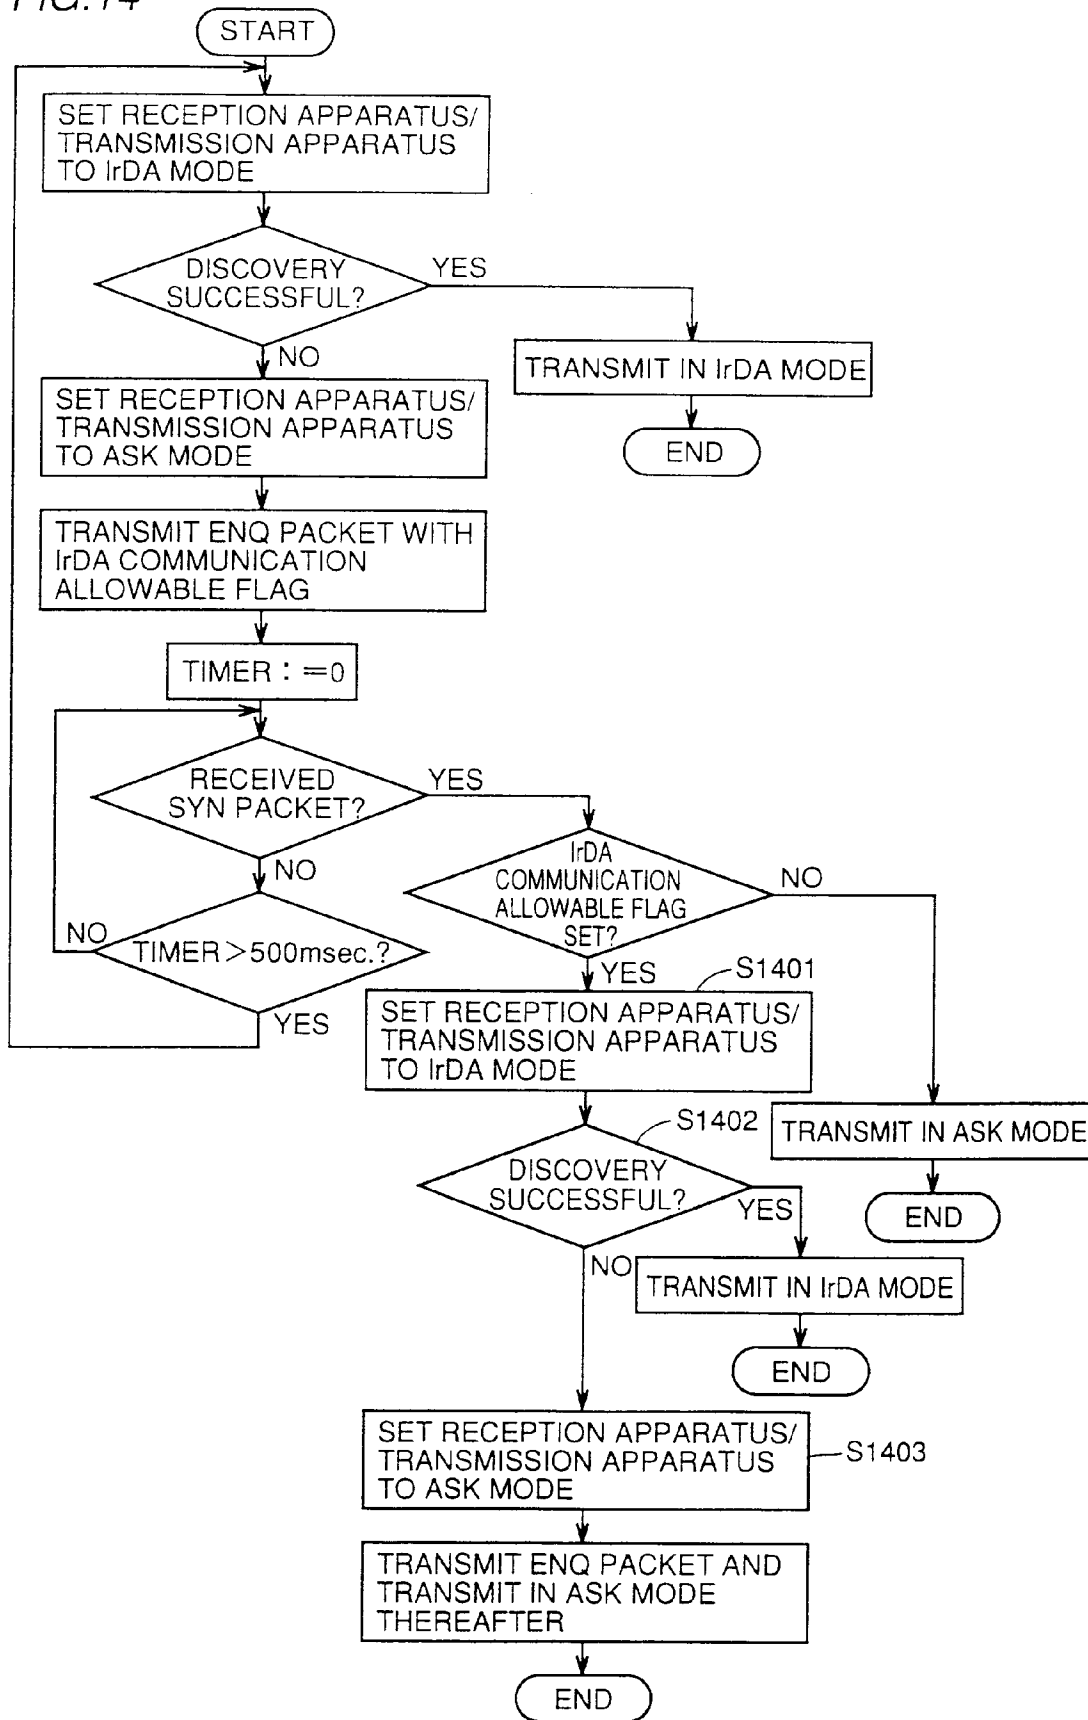 FIG.14
START
SET RECEPTION APPARATUS/
TRANSMISSION APPARATUS
TO IrDA MODE
DISCOVERY
SUCCESSFUL?
YES
NO
TRANSMIT IN IrDA MODE
END
SET RECEPTION APPARATUS/
TRANSMISSION APPARATUS
TO ASK MODE
TRANSMIT ENQ PACKET WITH
IrDA COMMUNICATION
ALLOWABLE FLAG
TIMER : =0
RECEIVED
SYN PACKET?
YES
NO
TIMER>500msec.?
NO
YES
IrDA
COMMUNICATION
ALLOWABLE FLAG
SET?
NO
YES
S1401
SET RECEPTION APPARATUS/
TRANSMISSION APPARATUS
TO IrDA MODE
TRANSMIT IN ASK MODE
END
S1402
DISCOVERY
SUCCESSFUL?
YES
NO
TRANSMIT IN IrDA MODE
END
SET RECEPTION APPARATUS/
TRANSMISSION APPARATUS
TO ASK MODE
S1403
TRANSMIT ENQ PACKET AND
TRANSMIT IN ASK MODE
THEREAFTER
END